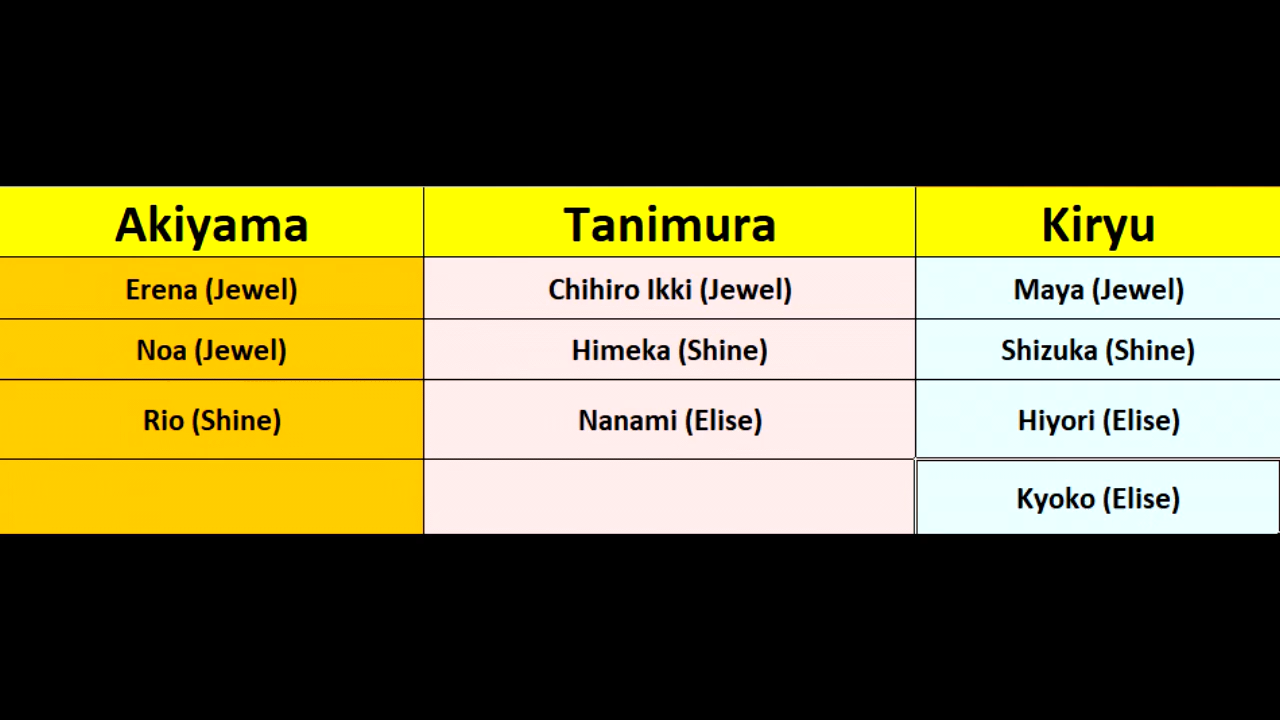 Akiyama Tanimura Kiryu
Erena (Jewel) Chihiro Ikki (Jewel) Maya (Jewel)
Noa (Jewel) Himeka (Shine) Shizuka (Shine)
Rio (Shine) Nanami (Elise) Hiyori (Elise)
Kyoko (Elise)